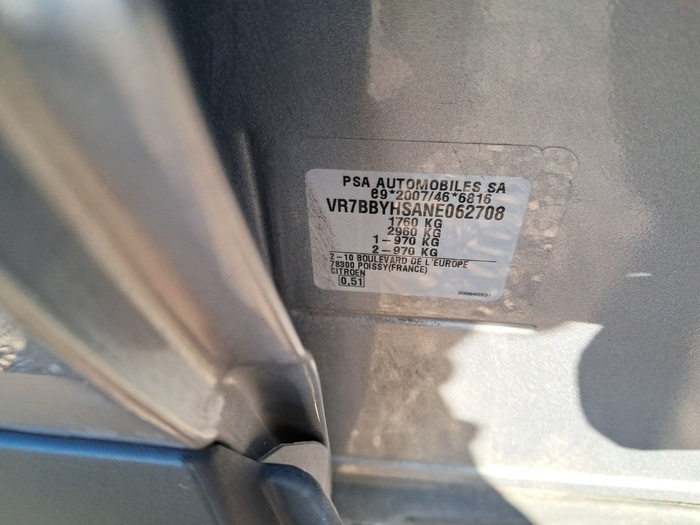 PSA AUTOMOBILES SA
e9*2007/46*6816
VR7BBYHSANE062708
1760 KG
2960 KG
1-970 KG
2-970 KG
2-10 BOULEVARD DE L'EUROPE
78300 POISSY(FRANCE)
CITROEN
0,51